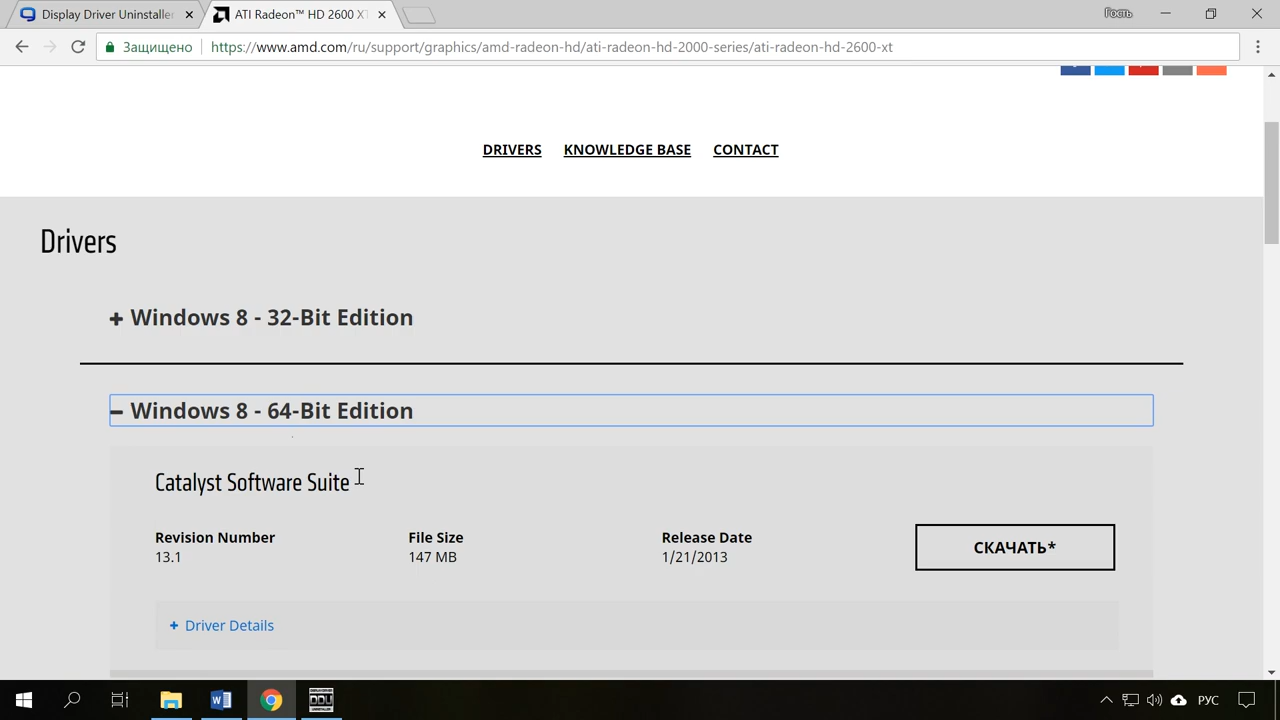 Display Driver Uninstaller
ATI Radeon™ HD 2600 XT
Гость
Защищено
https://www.amd.com/ru/support/graphics/amd-radeon-hd/ati-radeon-hd-2000-series/ati-radeon-hd-2600-xt
DRIVERS KNOWLEDGE BASE CONTACT
Drivers
+ Windows 8 - 32-Bit Edition
− Windows 8 - 64-Bit Edition
Catalyst Software Suite
Revision Number File Size Release Date
13.1 147 MB 1/21/2013
СКАЧАТЬ*
+ Driver Details
DDU
РУС